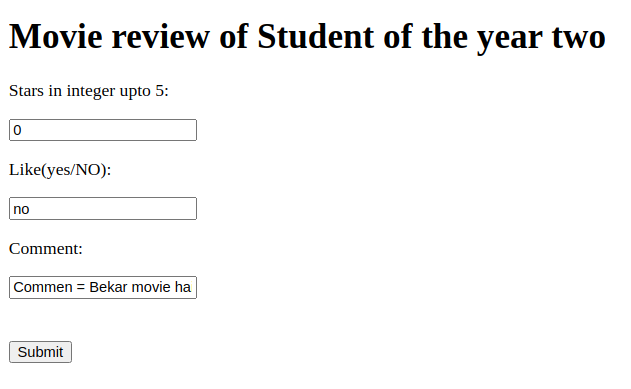 Movie review of Student of the year two
Stars in integer upto 5:
0
Like(yes/NO):
no
Comment:
Commen = Bekar movie ha
Submit